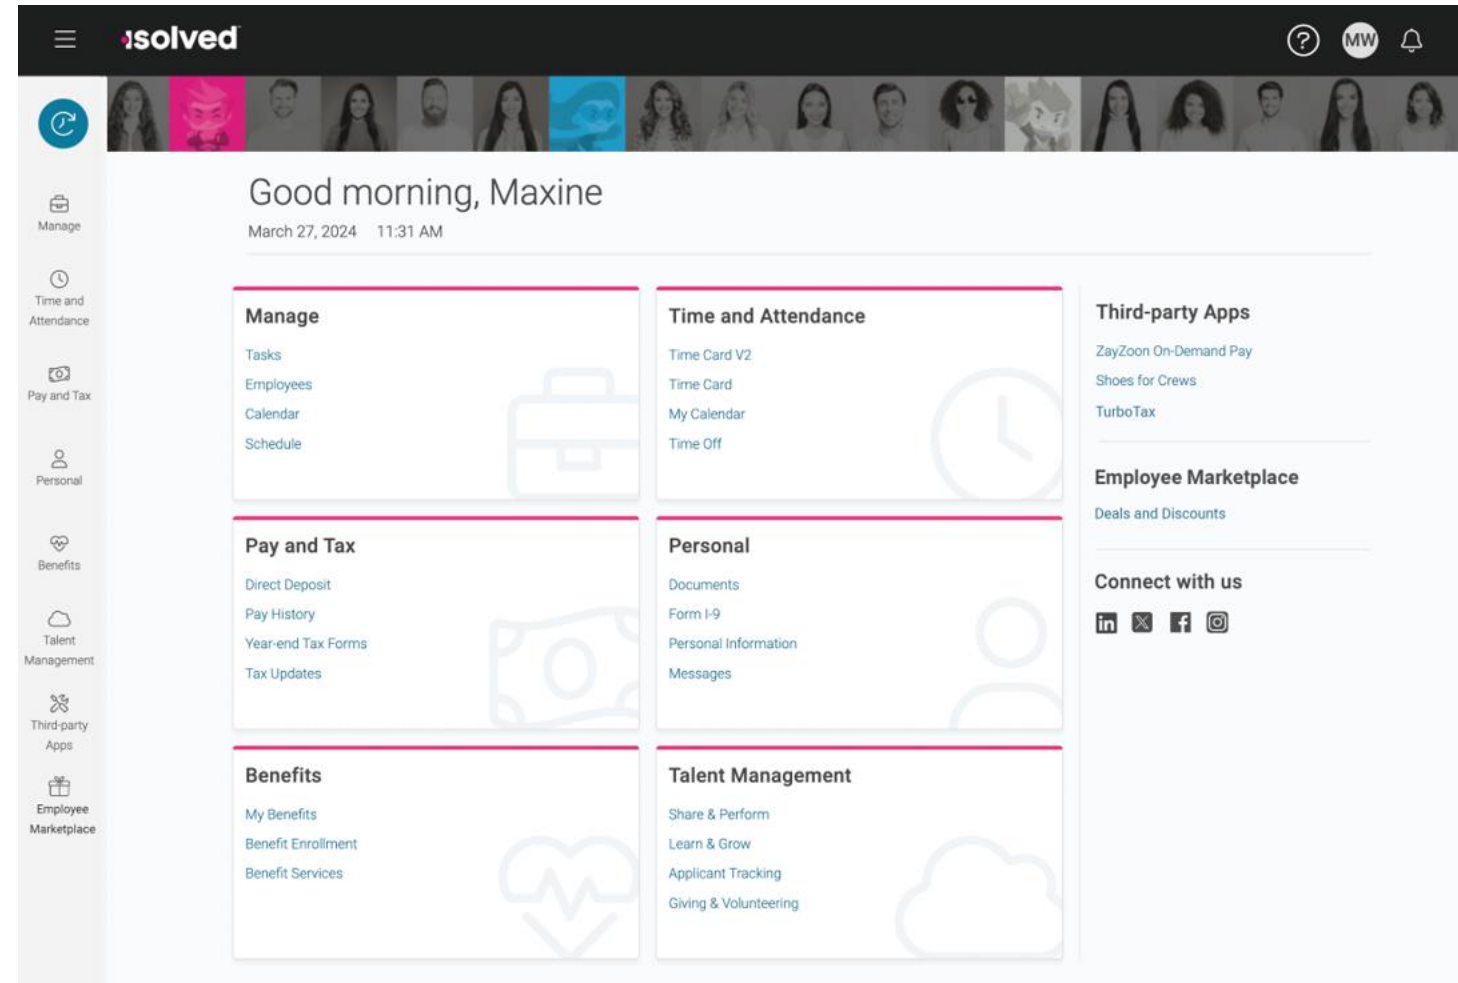 isolved
MW
Manage
Time and
Attendance
Pay and Tax
Personal
Benefits
Talent
Management
Third-party
Apps
Employee
Marketplace
Good morning, Maxine
March 27, 2024 11:31 AM
Manage
Tasks
Employees
Calendar
Schedule
Time and Attendance
Time Card V2
Time Card
My Calendar
Time Off
Pay and Tax
Direct Deposit
Pay History
Year-end Tax Forms
Tax Updates
Personal
Documents
Form I-9
Personal Information
Messages
Benefits
My Benefits
Benefit Enrollment
Benefit Services
Talent Management
Share & Perform
Learn & Grow
Applicant Tracking
Giving & Volunteering
Third-party Apps
ZayZoon On-Demand Pay
Shoes for Crews
TurboTax
Employee Marketplace
Deals and Discounts
Connect with us